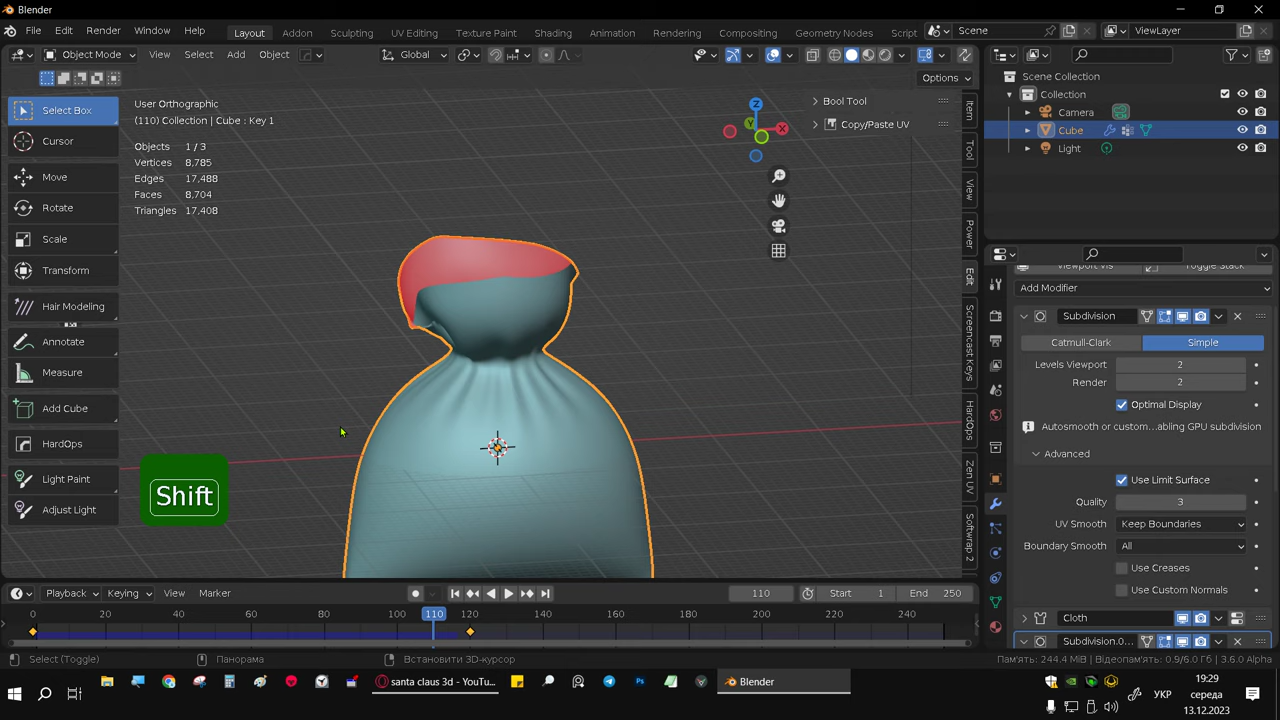 Blender
File Edit Render Window Help Layout Addon Sculpting UV Editing Texture Paint Shading Animation Rendering Compositing Geometry Nodes Scene ViewLayer
Object Mode View Select Add Object Global
Options
Select Box
Cursor
Move
Rotate
Scale
Transform
Hair Modeling
Annotate
Measure
Add Cube
HardOps
Light Paint
Adjust Light
User Orthographic
(110) Collection | Cube : Key 1
Objects 1 / 3
Vertices 8,785
Edges 17,488
Faces 8,704
Triangles 17,408
Z
Y
X
Bool Tool
Copy/Paste UV
Item
Tool
View
Power
Edit
Screencast Keys
HardOps
Zen UV
Softwrap 2
Shift
Scene Collection
Collection
Camera
Cube
Light
Viewport Vis Toggle Stack
Add Modifier
Subdivision
Catmull-Clark Simple
Levels Viewport 2
Render 2
Optimal Display
Autosmooth or custom...abling GPU subdivision
Advanced
Use Limit Surface
Quality 3
UV Smooth Keep Boundaries
Boundary Smooth All
Use Creases
Use Custom Normals
Cloth
Subdivision.0...
Playback Keying View Marker 110 Start 1 End 250
0 20 40 60 80 100 110 120 140 160 180 200 220 240
Select (Toggle) Панорама Встановити 3D-курсор Пам'ять: 244.4 MiB | Відеопам'ять: 0.9/6.0 Гіб | 3.6.0 Alpha
santa claus 3d - YouTu... Blender УКР
19:29
середа
13.12.2023